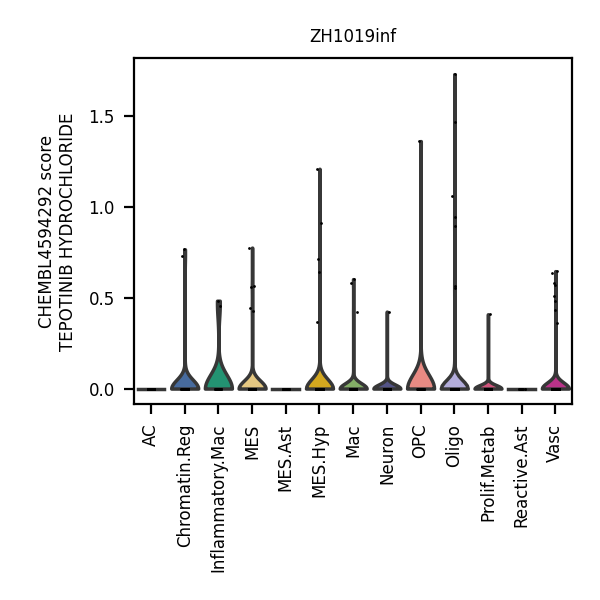 ZH1019inf
CHEMBL4594292 score
TEPOTINIB HYDROCHLORIDE
1.5
1.0
0.5
0.0
AC
Chromatin.Reg
Inflammatory.Mac
MES
MES.Ast
MES.Hyp
Mac
Neuron
OPC
Oligo
Prolif.Metab
Reactive.Ast
Vasc